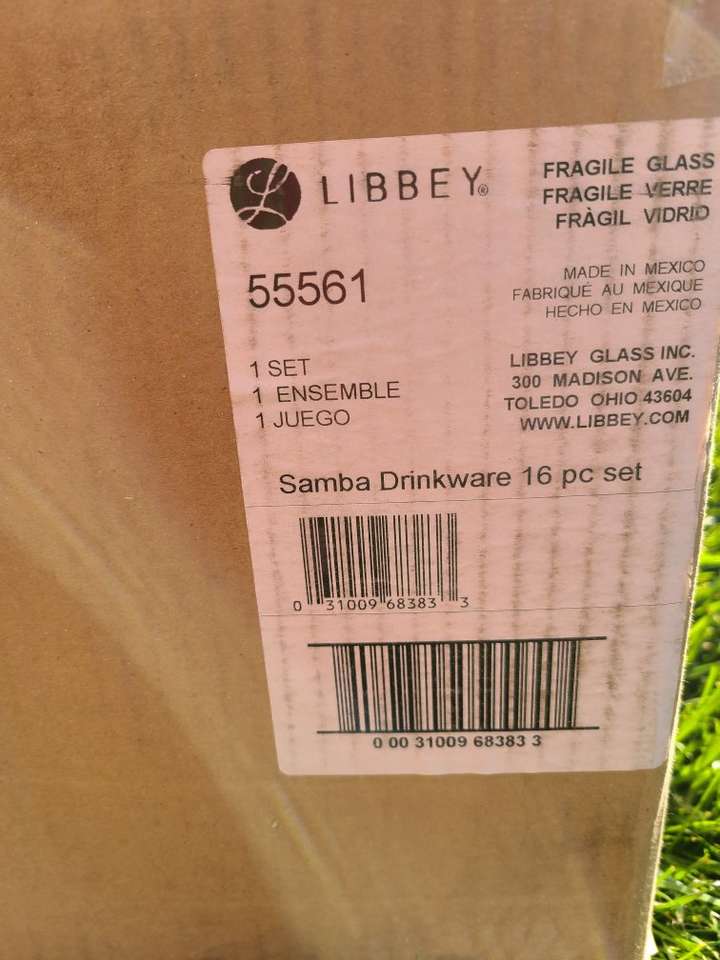 LIBBEY®
FRAGILE GLASS
FRAGILE VERRE
FRÀGIL VIDRIO
55561
MADE IN MEXICO
FABRIQUÉ AU MEXIQUE
HECHO EN MEXICO
1 SET
1 ENSEMBLE
1 JUEGO
LIBBEY GLASS INC.
300 MADISON AVE.
TOLEDO OHIO 43604
WWW.LIBBEY.COM
Samba Drinkware 16 pc set
0 31009 68383 3
0 00 31009 68383 3